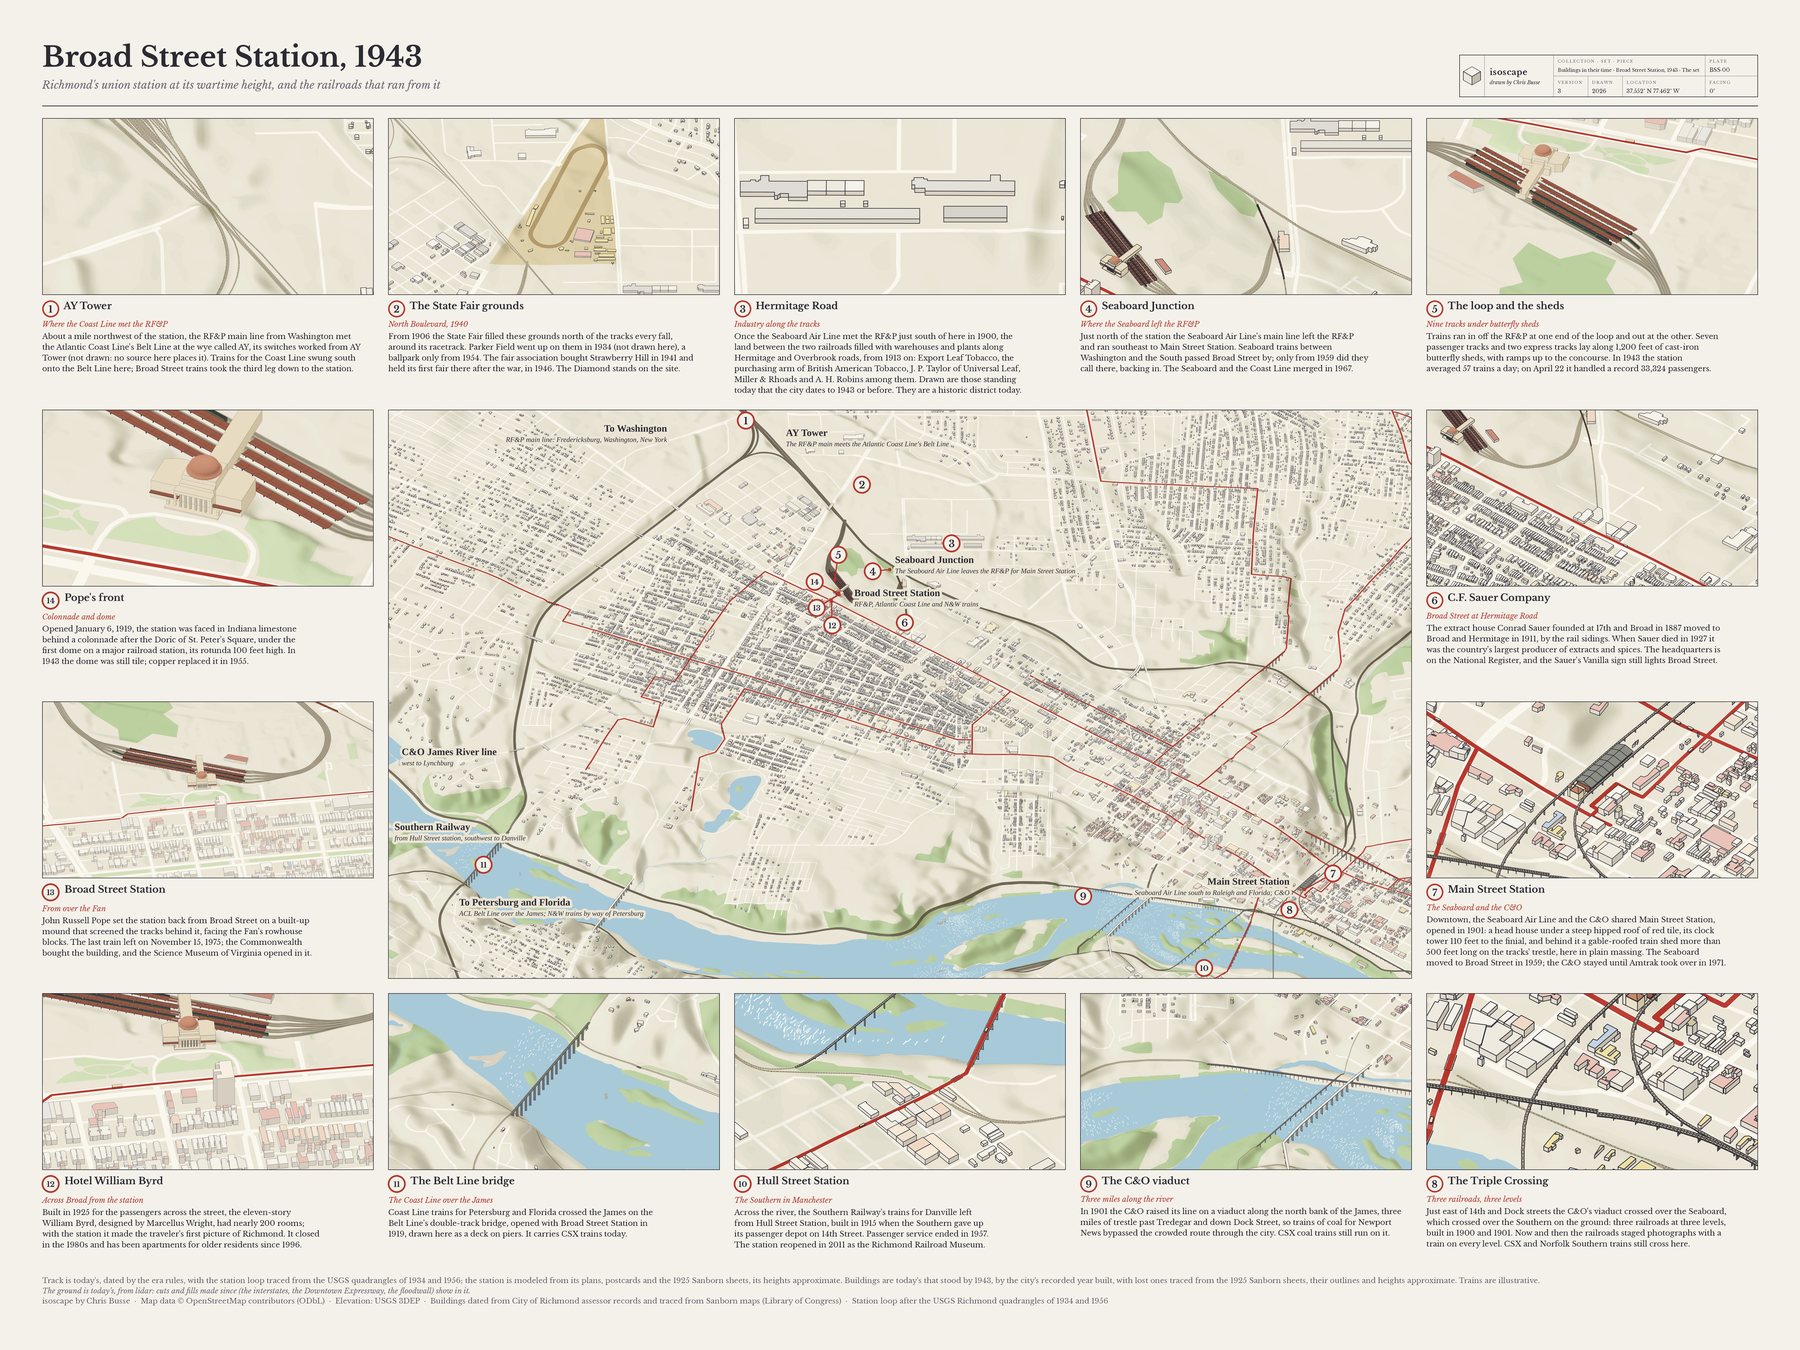 Broad Street Station, 1943
Richmond's union station at its wartime height, and the railroads that ran from it
isoscape
drawn by Chris Busse
COLLECTION · SET · PIECE
Buildings in their time · Broad Street Station, 1943 · The set
PLATE
BSS-00
VERSION
3
DRAWN
2026
LOCATION
37.552° N 77.462° W
FACING
0°
1 AY Tower
Where the Coast Line met the RF&P
About a mile northwest of the station, the RF&P main line from Washington met
the Atlantic Coast Line's Belt Line at the wye called AY, its switches worked from AY
Tower (not drawn: no source here places it). Trains for the Coast Line swung south
onto the Belt Line here; Broad Street trains took the third leg down to the station.
2 The State Fair grounds
North Boulevard, 1940
From 1906 the State Fair filled these grounds north of the tracks every fall,
around its racetrack. Parker Field went up on them in 1934 (not drawn here), a
ballpark only from 1954. The fair association bought Strawberry Hill in 1941 and
held its first fair there after the war, in 1946. The Diamond stands on the site.
3 Hermitage Road
Industry along the tracks
Once the Seaboard Air Line met the RF&P just south of here in 1900, the
land between the two railroads filled with warehouses and plants along
Hermitage and Overbrook roads, from 1913 on: Export Leaf Tobacco, the
purchasing arm of British American Tobacco, J. P. Taylor of Universal Leaf,
Miller & Rhoads and A. H. Robins among them. Drawn are those standing
today that the city dates to 1943 or before. They are a historic district today.
4 Seaboard Junction
Where the Seaboard left the RF&P
Just north of the station the Seaboard Air Line's main line left the RF&P
and ran southeast to Main Street Station. Seaboard trains between
Washington and the South passed Broad Street by; only from 1959 did they
call there, backing in. The Seaboard and the Coast Line merged in 1967.
5 The loop and the sheds
Nine tracks under butterfly sheds
Trains ran in off the RF&P at one end of the loop and out at the other. Seven
passenger tracks and two express tracks lay along 1,200 feet of cast-iron
butterfly sheds, with ramps up to the concourse. In 1943 the station
averaged 57 trains a day; on April 22 it handled a record 33,324 passengers.
14 Pope's front
Colonnade and dome
Opened January 6, 1919, the station was faced in Indiana limestone
behind a colonnade after the Doric of St. Peter's Square, under the
first dome on a major railroad station, its rotunda 100 feet high. In
1943 the dome was still tile; copper replaced it in 1955.
1
To Washington
RF&P main line: Fredericksburg, Washington, New York
AY Tower
The RF&P main meets the Atlantic Coast Line's Belt Line
2
3
5
Seaboard Junction
4
The Seaboard Air Line leaves the RF&P for Main Street Station
14
Broad Street Station
RF&P, Atlantic Coast Line and N&W trains
13
12
6
C&O James River line
west to Lynchburg
Southern Railway
from Hull Street station, southwest to Danville
11
To Petersburg and Florida
ACL Belt Line over the James; N&W trains by way of Petersburg
7
Main Street Station
Seaboard Air Line south to Raleigh and Florida; C&O
9
8
10
6 C.F. Sauer Company
Broad Street at Hermitage Road
The extract house Conrad Sauer founded at 17th and Broad in 1887 moved to
Broad and Hermitage in 1911, by the rail sidings. When Sauer died in 1927 it
was the country's largest producer of extracts and spices. The headquarters is
on the National Register, and the Sauer's Vanilla sign still lights Broad Street.
13 Broad Street Station
From over the Fan
John Russell Pope set the station back from Broad Street on a built-up
mound that screened the tracks behind it, facing the Fan's rowhouse
blocks. The last train left on November 15, 1975; the Commonwealth
bought the building, and the Science Museum of Virginia opened in it.
7 Main Street Station
The Seaboard and the C&O
Downtown, the Seaboard Air Line and the C&O shared Main Street Station,
opened in 1901: a head house under a steep hipped roof of red tile, its clock
tower 110 feet to the finial, and behind it a gable-roofed train shed more than
500 feet long on the tracks' trestle, here in plain massing. The Seaboard
moved to Broad Street in 1959; the C&O stayed until Amtrak took over in 1971.
12 Hotel William Byrd
Across Broad from the station
Built in 1925 for the passengers across the street, the eleven-story
William Byrd, designed by Marcellus Wright, had nearly 200 rooms;
with the station it made the traveler's first picture of Richmond. It closed
in the 1980s and has been apartments for older residents since 1996.
11 The Belt Line bridge
The Coast Line over the James
Coast Line trains for Petersburg and Florida crossed the James on the
Belt Line's double-track bridge, opened with Broad Street Station in
1919, drawn here as a deck on piers. It carries CSX trains today.
10 Hull Street Station
The Southern in Manchester
Across the river, the Southern Railway's trains for Danville left
from Hull Street Station, built in 1915 when the Southern gave up
its passenger depot on 14th Street. Passenger service ended in 1957.
The station reopened in 2011 as the Richmond Railroad Museum.
9 The C&O viaduct
Three miles along the river
In 1901 the C&O raised its line on a viaduct along the north bank of the James, three
miles of trestle past Tredegar and down Dock Street, so trains of coal for Newport
News bypassed the crowded route through the city. CSX coal trains still run on it.
8 The Triple Crossing
Three railroads, three levels
Just east of 14th and Dock streets the C&O's viaduct crossed over the Seaboard,
which crossed over the Southern on the ground: three railroads at three levels,
built in 1900 and 1901. Now and then the railroads staged photographs with a
train on every level. CSX and Norfolk Southern trains still cross here.
Track is today's, dated by the era rules, with the station loop traced from the USGS quadrangles of 1934 and 1956; the station is modeled from its plans, postcards and the 1925 Sanborn sheets, its heights approximate. Buildings are today's that stood by 1943, by the city's recorded year built, with lost ones traced from the 1925 Sanborn sheets, their outlines and heights approximate. Trains are illustrative.
The ground is today's, from lidar: cuts and fills made since (the interstates, the Downtown Expressway, the floodwall) show in it.
isoscape by Chris Busse · Map data © OpenStreetMap contributors (ODbL) · Elevation: USGS 3DEP · Buildings dated from City of Richmond assessor records and traced from Sanborn maps (Library of Congress) · Station loop after the USGS Richmond quadrangles of 1934 and 1956